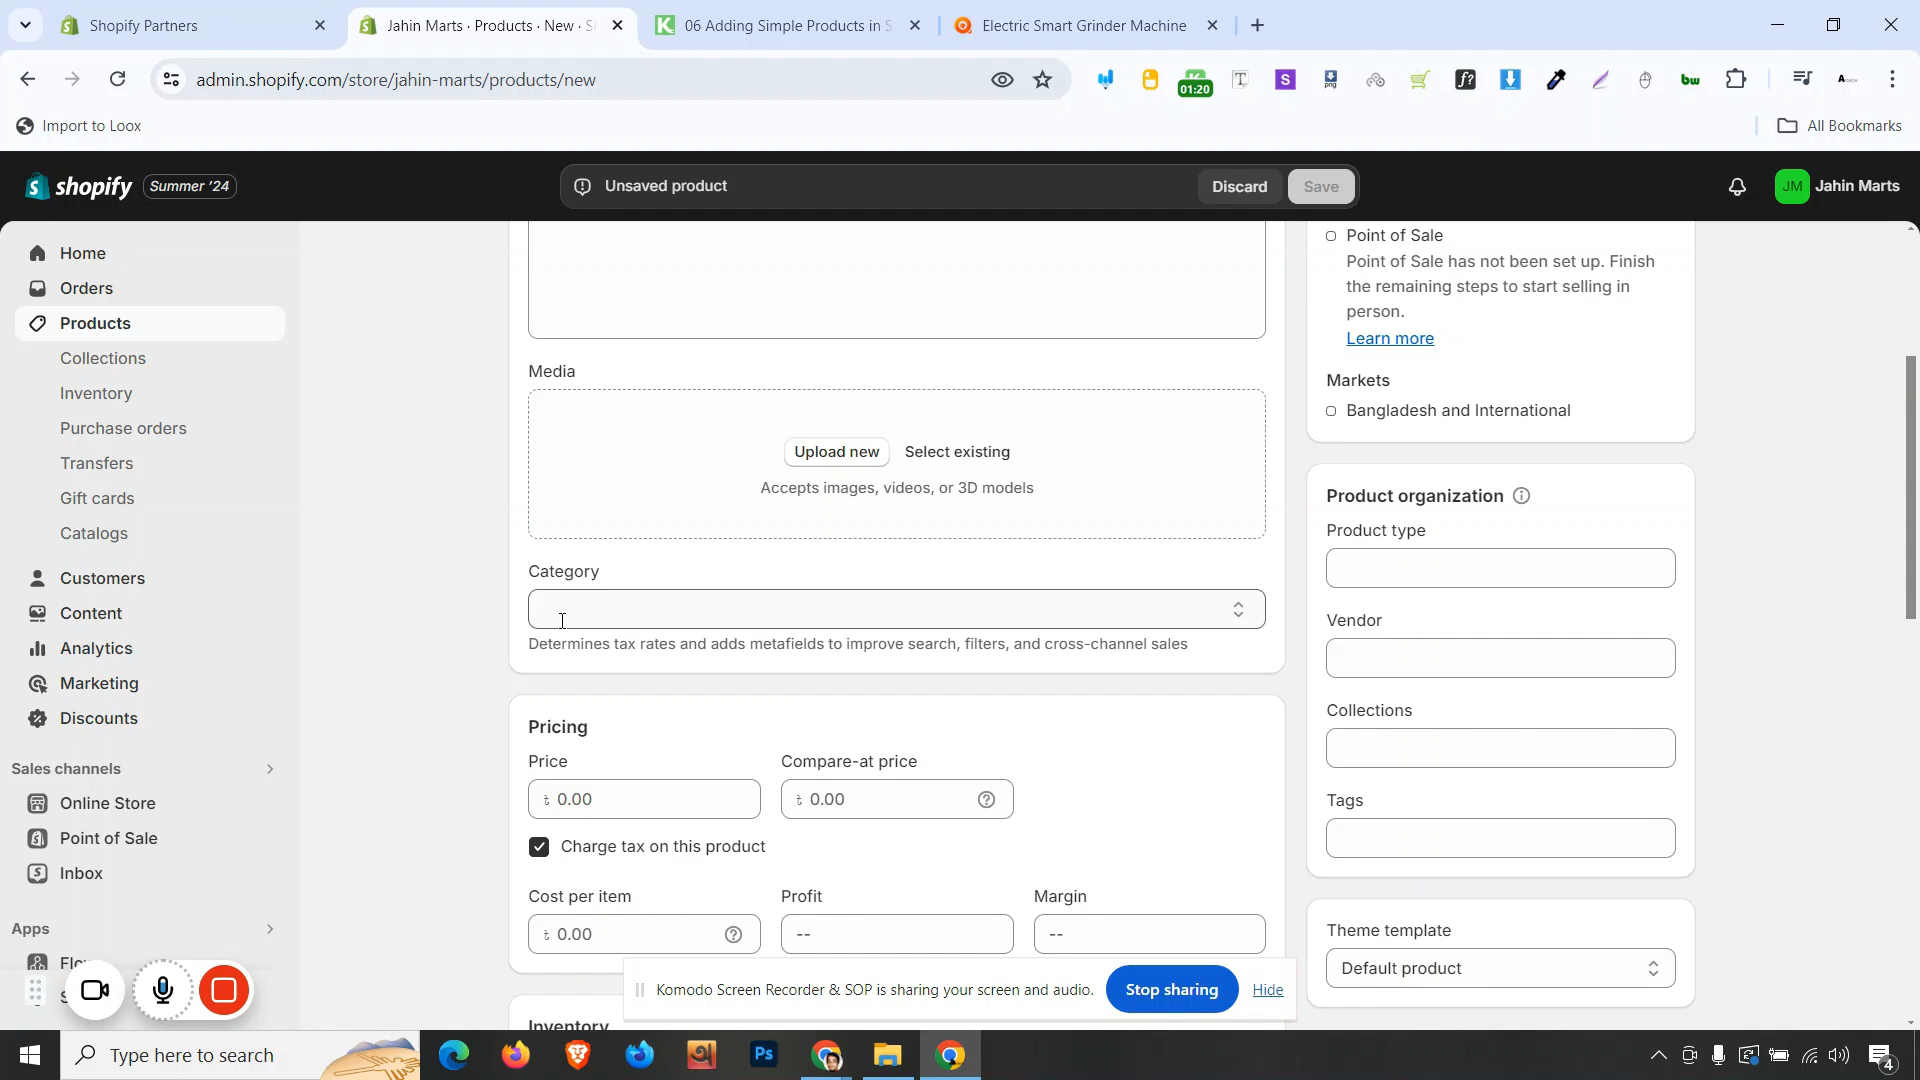 Shopify Partners
Jahin Marts · Products · New · S
06 Adding Simple Products in S
Electric Smart Grinder Machine
admin.shopify.com/store/jahin-marts/products/new
01:20
Import to Loox
All Bookmarks
shopify
Summer '24
Unsaved product
Discard
Save
JM
Jahin Marts
Home
Orders
Products
Collections
Inventory
Purchase orders
Transfers
Gift cards
Catalogs
Customers
Content
Analytics
Marketing
Discounts
Sales channels
Online Store
Point of Sale
Inbox
Apps
Media
Upload new
Select existing
Accepts images, videos, or 3D models
Category
Determines tax rates and adds metafields to improve search, filters, and cross-channel sales
Pricing
Price
Compare-at price
৳ 0.00
৳ 0.00
Charge tax on this product
Cost per item
Profit
Margin
৳ 0.00
--
--
Inventory
Point of Sale
Point of Sale has not been set up. Finish
the remaining steps to start selling in
person.
Learn more
Markets
Bangladesh and International
Product organization
Product type
Vendor
Collections
Tags
Theme template
Default product
Komodo Screen Recorder & SOP is sharing your screen and audio.
Stop sharing
Hide
Type here to search
Ps
4